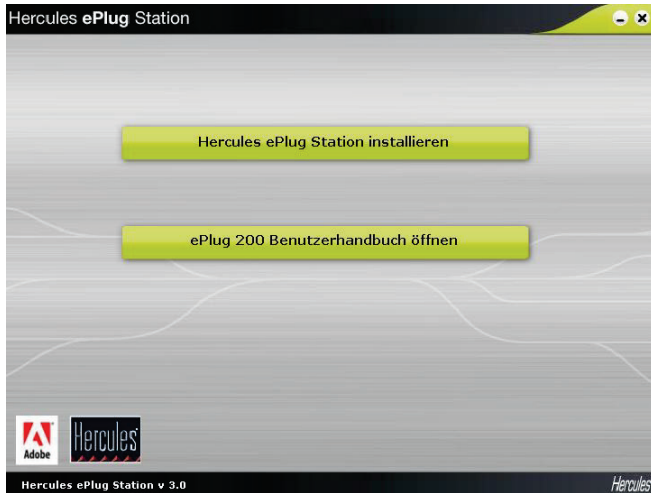 Hercules ePlug Station
Hercules ePlug Station installieren
ePlug 200 Benutzerhandbuch öffnen
Adobe
Hercules
Hercules ePlug Station v 3.0
Hercules